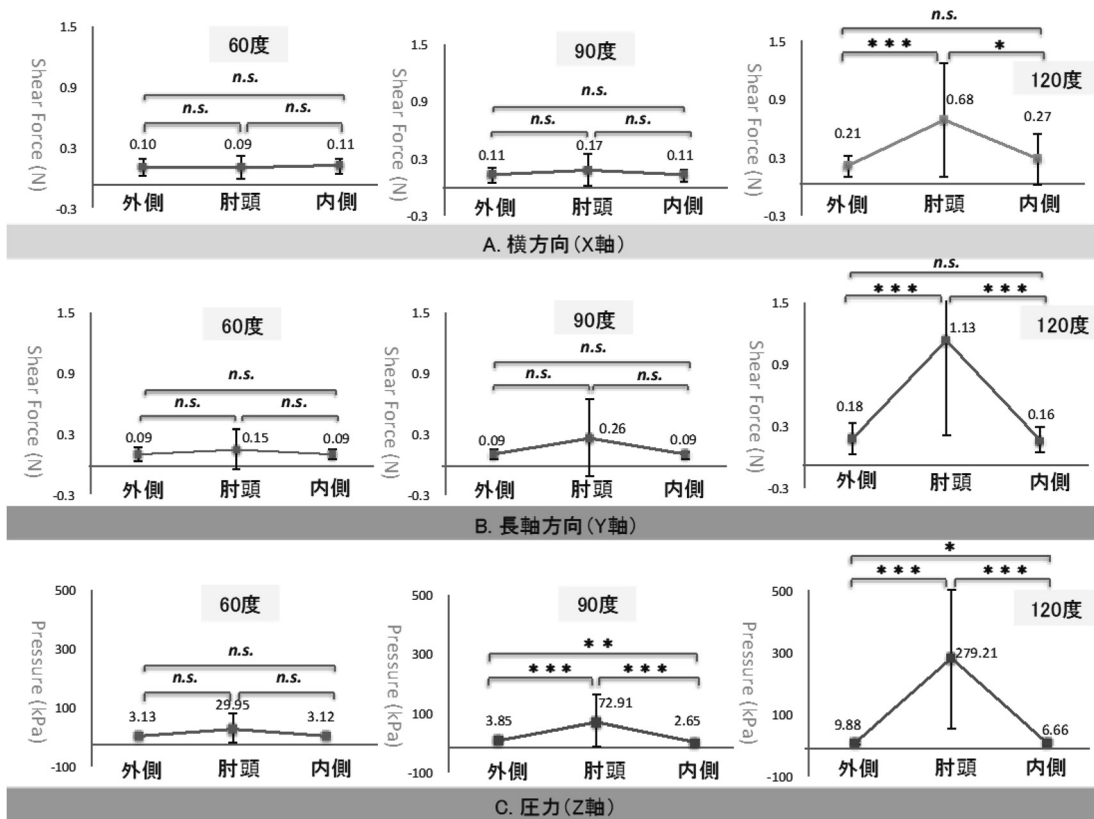 1.5
0.9
0.3
-0.3
Shear Force (N)
60度
n.s.
n.s.
n.s.
0.10
0.09
0.11
外側
肘頭
内側
1.5
0.9
0.3
-0.3
Shear Force (N)
90度
n.s.
n.s.
n.s.
0.11
0.17
0.11
外側
肘頭
内側
1.5
0.9
0.3
-0.3
Shear Force (N)
120度
n.s.
***
*
0.21
0.68
0.27
外側
肘頭
内側
A. 横方向(X軸)
1.5
0.9
0.3
-0.3
Shear Force (N)
60度
n.s.
n.s.
n.s.
0.09
0.15
0.09
外側
肘頭
内側
1.5
0.9
0.3
-0.3
Shear Force (N)
90度
n.s.
n.s.
n.s.
0.09
0.26
0.09
外側
肘頭
内側
1.5
0.9
0.3
-0.3
Shear Force (N)
120度
n.s.
***
***
0.18
1.13
0.16
外側
肘頭
内側
B. 長軸方向(Y軸)
500
300
100
-100
Pressure (kPa)
60度
n.s.
n.s.
n.s.
3.13
29.95
3.12
外側
肘頭
内側
500
300
100
-100
Pressure (kPa)
90度
**
***
***
3.85
72.91
2.65
外側
肘頭
内側
500
300
100
-100
Pressure (kPa)
120度
*
***
***
9.88
279.21
6.66
外側
肘頭
内側
C. 圧力(Z軸)